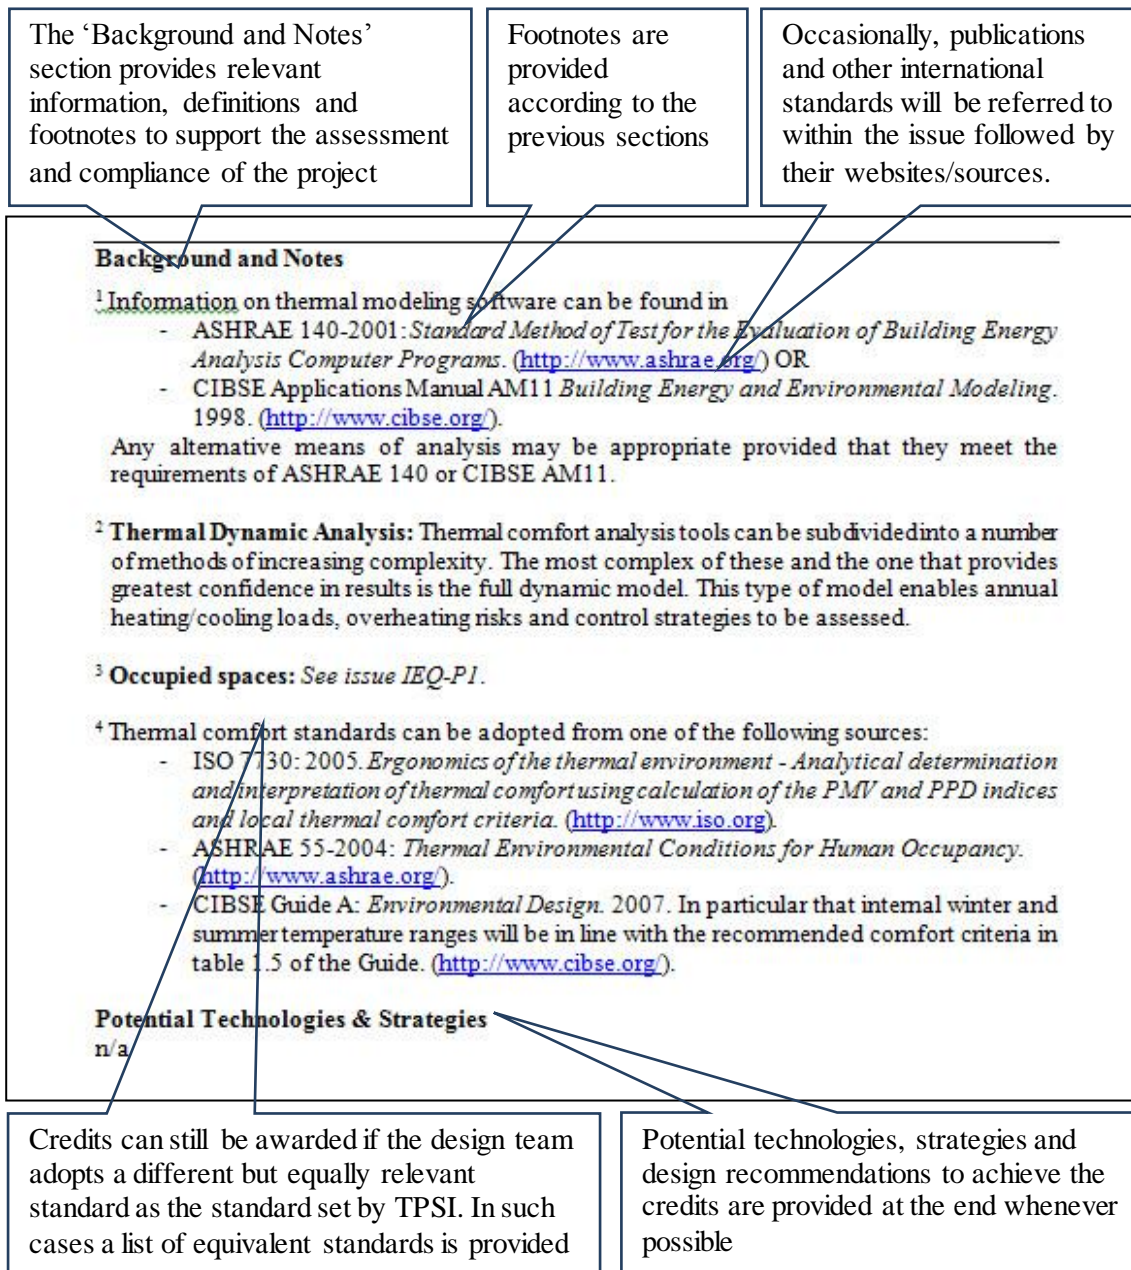 The ‘Background and Notes’
section provides relevant
information, definitions and
footnotes to support the assessment
and compliance of the project
Footnotes are
provided
according to the
previous sections
Occasionally, publications
and other international
standards will be referred to
within the issue followed by
their websites/sources.
Background and Notes
1 Information on thermal modeling software can be found in
- ASHRAE 140-2001: Standard Method of Test for the Evaluation of Building Energy
Analysis Computer Programs. (http://www.ashrae.org/) OR
- CIBSE Applications Manual AM11 Building Energy and Environmental Modeling.
1998. (http://www.cibse.org/).
Any alternative means of analysis may be appropriate provided that they meet the
requirements of ASHRAE 140 or CIBSE AM11.
2 Thermal Dynamic Analysis: Thermal comfort analysis tools can be subdivided into a number
of methods of increasing complexity. The most complex of these and the one that provides
greatest confidence in results is the full dynamic model. This type of model enables annual
heating/cooling loads, overheating risks and control strategies to be assessed.
3 Occupied spaces: See issue IEQ-P1.
4 Thermal comfort standards can be adopted from one of the following sources:
- ISO 7730: 2005. Ergonomics of the thermal environment - Analytical determination
and interpretation of thermal comfort using calculation of the PMV and PPD indices
and local thermal comfort criteria. (http://www.iso.org).
- ASHRAE 55-2004: Thermal Environmental Conditions for Human Occupancy.
(http://www.ashrae.org/).
- CIBSE Guide A: Environmental Design. 2007. In particular that internal winter and
summer temperature ranges will be in line with the recommended comfort criteria in
table 1.5 of the Guide. (http://www.cibse.org/).
Potential Technologies & Strategies
n/a
Credits can still be awarded if the design team
adopts a different but equally relevant
standard as the standard set by TPSI. In such
cases a list of equivalent standards is provided
Potential technologies, strategies and
design recommendations to achieve the
credits are provided at the end whenever
possible